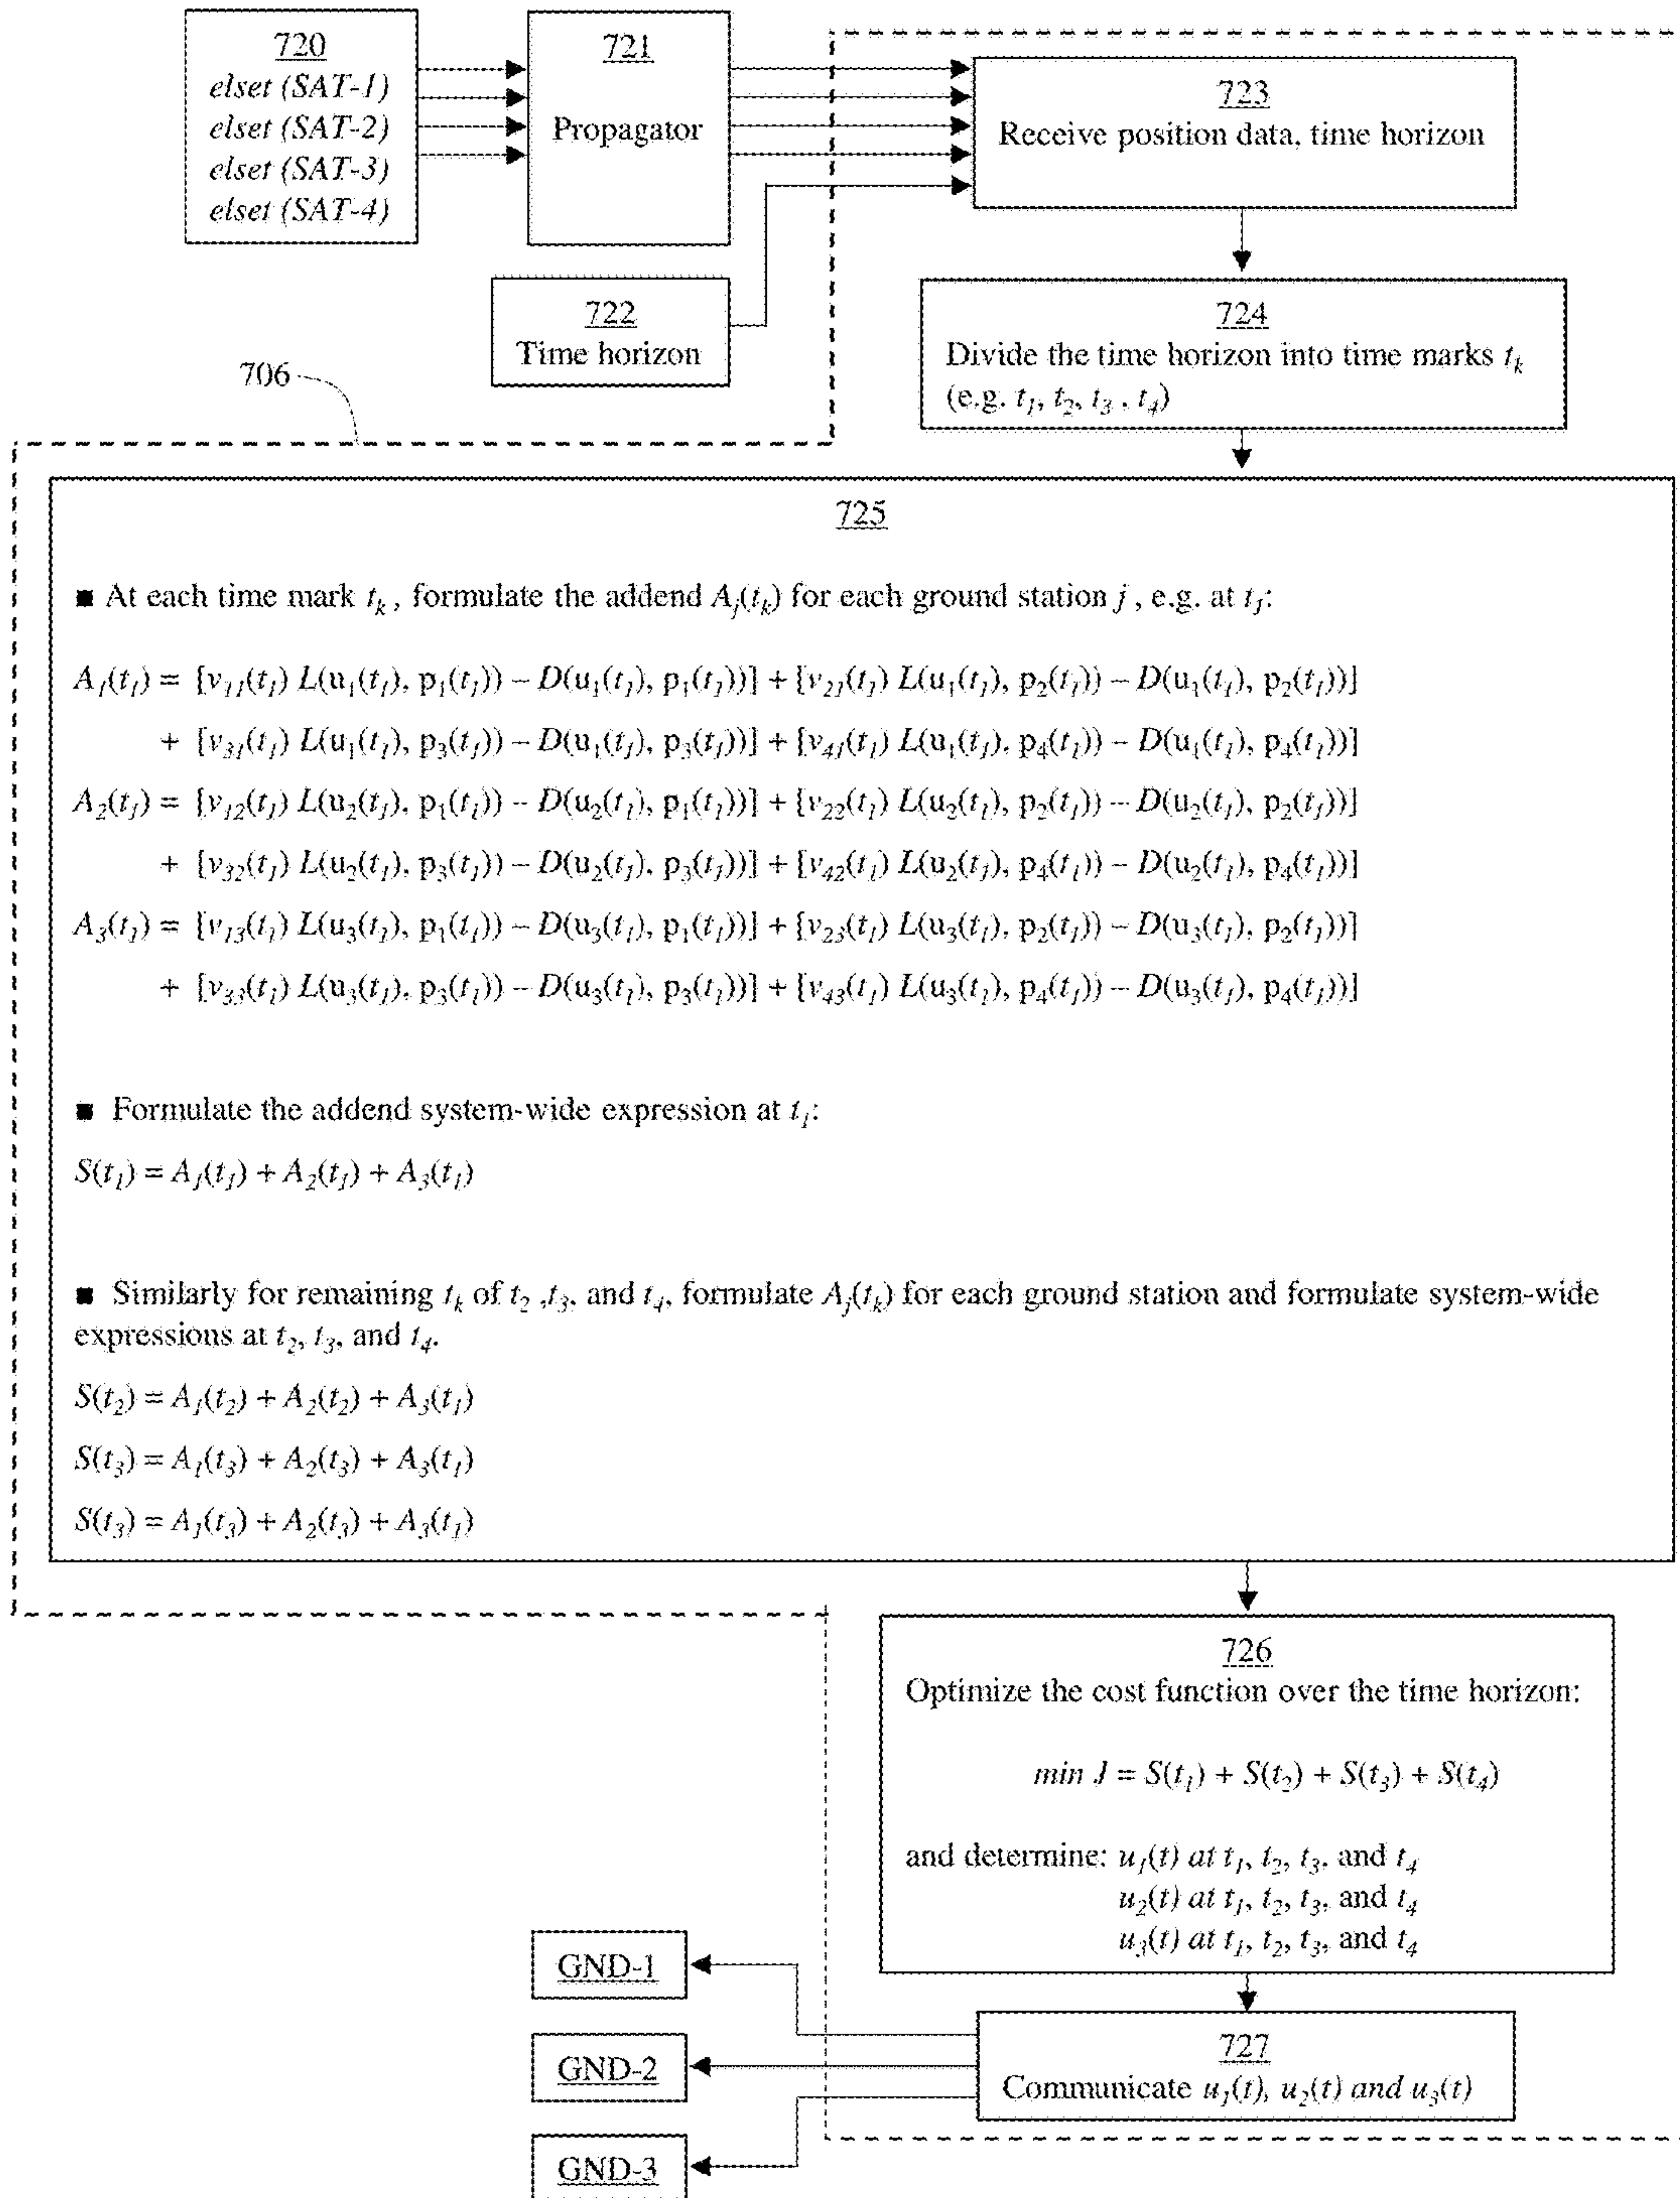 720
elset (SAT-1)
elset (SAT-2)
elset (SAT-3)
elset (SAT-4)
721
Propagator
722
Time horizon
706
723
Receive position data, time horizon
724
Divide the time horizon into time marks t_k
(e.g. t_1, t_2, t_3 , t_4)
725
■ At each time mark t_k , formulate the addend A_j(t_k) for each ground station j , e.g. at t_1:
A_1(t_1) = [v_11(t_1) L(u_1(t_1), p_1(t_1)) – D(u_1(t_1), p_1(t_1))] + [v_21(t_1) L(u_1(t_1), p_2(t_1)) – D(u_1(t_1), p_2(t_1))]
+ [v_31(t_1) L(u_1(t_1), p_3(t_1)) – D(u_1(t_1), p_3(t_1))] + [v_41(t_1) L(u_1(t_1), p_4(t_1)) – D(u_1(t_1), p_4(t_1))]
A_2(t_1) = [v_12(t_1) L(u_2(t_1), p_1(t_1)) – D(u_2(t_1), p_1(t_1))] + [v_22(t_1) L(u_2(t_1), p_2(t_1)) – D(u_2(t_1), p_2(t_1))]
+ [v_32(t_1) L(u_2(t_1), p_3(t_1)) – D(u_2(t_1), p_3(t_1))] + [v_42(t_1) L(u_2(t_1), p_4(t_1)) – D(u_2(t_1), p_4(t_1))]
A_3(t_1) = [v_13(t_1) L(u_3(t_1), p_1(t_1)) – D(u_3(t_1), p_1(t_1))] + [v_23(t_1) L(u_3(t_1), p_2(t_1)) – D(u_3(t_1), p_2(t_1))]
+ [v_33(t_1) L(u_3(t_1), p_3(t_1)) – D(u_3(t_1), p_3(t_1))] + [v_43(t_1) L(u_3(t_1), p_4(t_1)) – D(u_3(t_1), p_4(t_1))]
■ Formulate the addend system-wide expression at t_1:
S(t_1) = A_1(t_1) + A_2(t_1) + A_3(t_1)
■ Similarly for remaining t_k of t_2 ,t_3, and t_4, formulate A_j(t_k) for each ground station and formulate system-wide
expressions at t_2, t_3, and t_4.
S(t_2) = A_1(t_2) + A_2(t_2) + A_3(t_1)
S(t_3) = A_1(t_3) + A_2(t_3) + A_3(t_1)
S(t_3) = A_1(t_3) + A_2(t_3) + A_3(t_1)
726
Optimize the cost function over the time horizon:
min J = S(t_1) + S(t_2) + S(t_3) + S(t_4)
and determine: u_1(t) at t_1, t_2, t_3, and t_4
u_2(t) at t_1, t_2, t_3, and t_4
u_3(t) at t_1, t_2, t_3, and t_4
727
Communicate u_1(t), u_2(t) and u_3(t)
GND-1
GND-2
GND-3